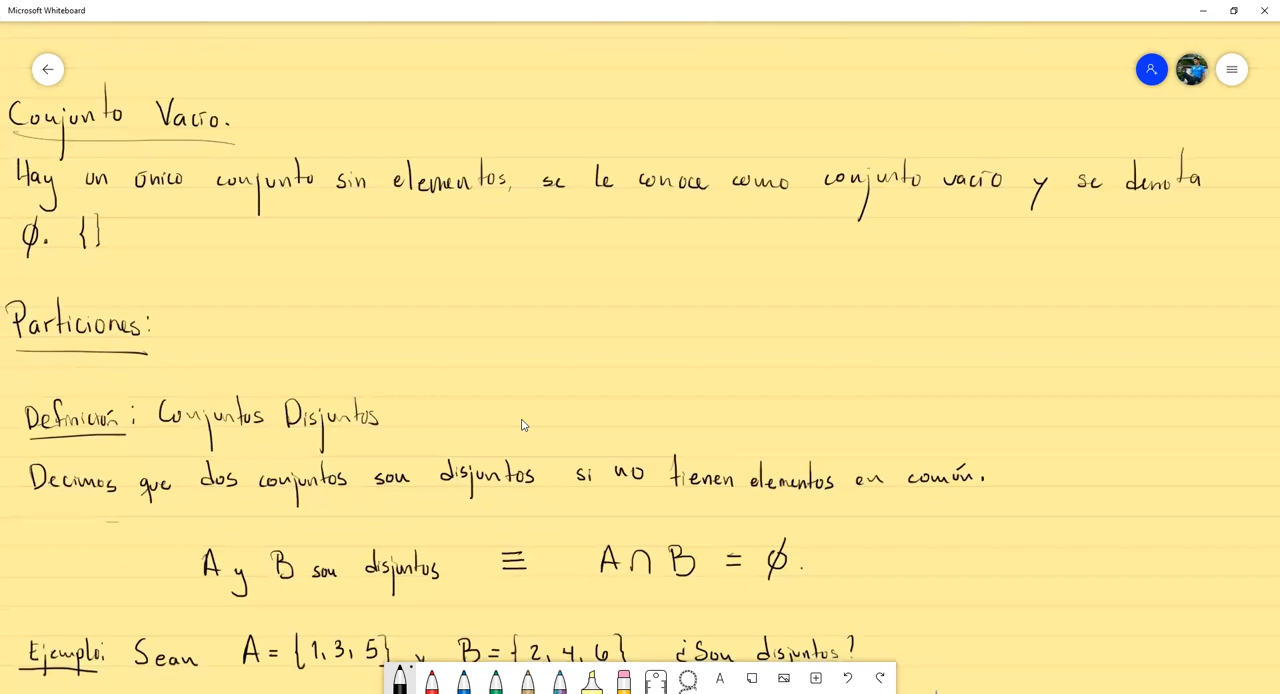 Microsoft Whiteboard
Conjunto Vacío.
Hay un único conjunto sin elementos, se le conoce como conjunto vacío y se denota
∅. {}
Particiones:
Definición: Conjuntos Disjuntos
Decimos que dos conjuntos son disjuntos si no tienen elementos en común.
A y B son disjuntos ≡ A ∩ B = ∅.
Ejemplo: Sean A = {1, 3, 5} y B = {2, 4, 6} ¿Son disjuntos?
A